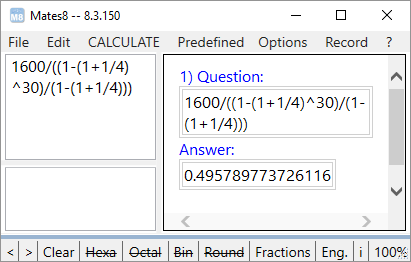 M8 Mates8 -- 8.3.150
File Edit CALCULATE Predefined Options Record ?
1600/((1-(1+1/4)
^30)/(1-(1+1/4)))
1) Question:
1600/((1-(1+1/4)^30)/(1-
(1+1/4)))
Answer:
0.495789773726116
< > Clear Hexa Octal Bin Round Fractions Eng. i 100%